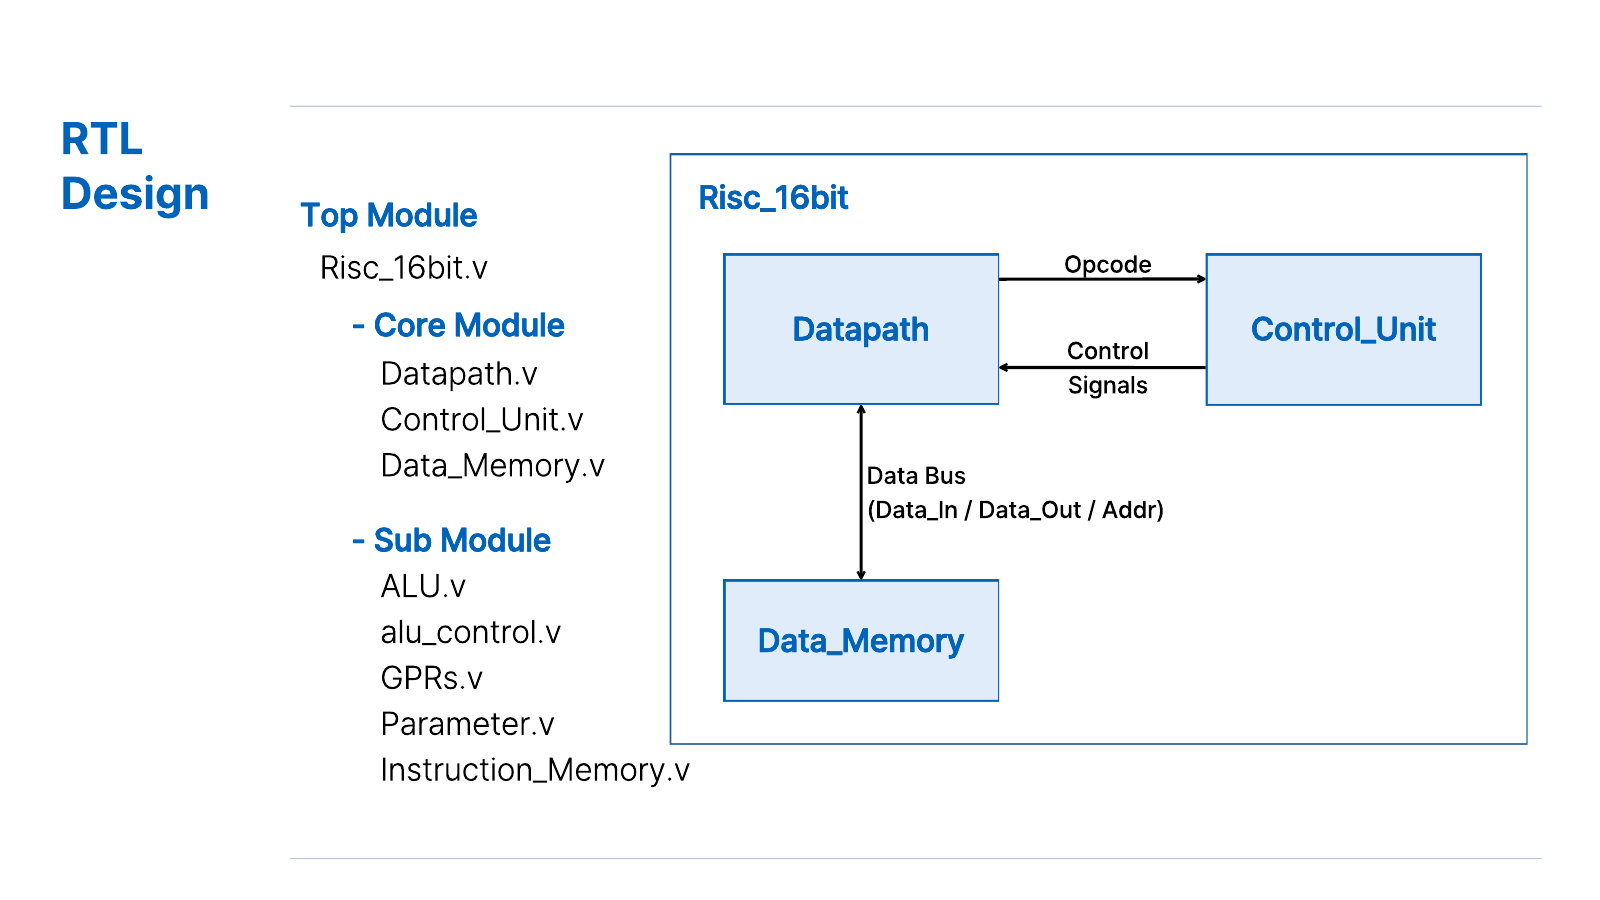 RTL
Design
Top Module
Risc_16bit.v
- Core Module
Datapath.v
Control_Unit.v
Data_Memory.v
- Sub Module
ALU.v
alu_control.v
GPRs.v
Parameter.v
Instruction_Memory.v
Risc_16bit
Datapath
Opcode
Control_Unit
Control
Signals
Data Bus
(Data_In / Data_Out / Addr)
Data_Memory